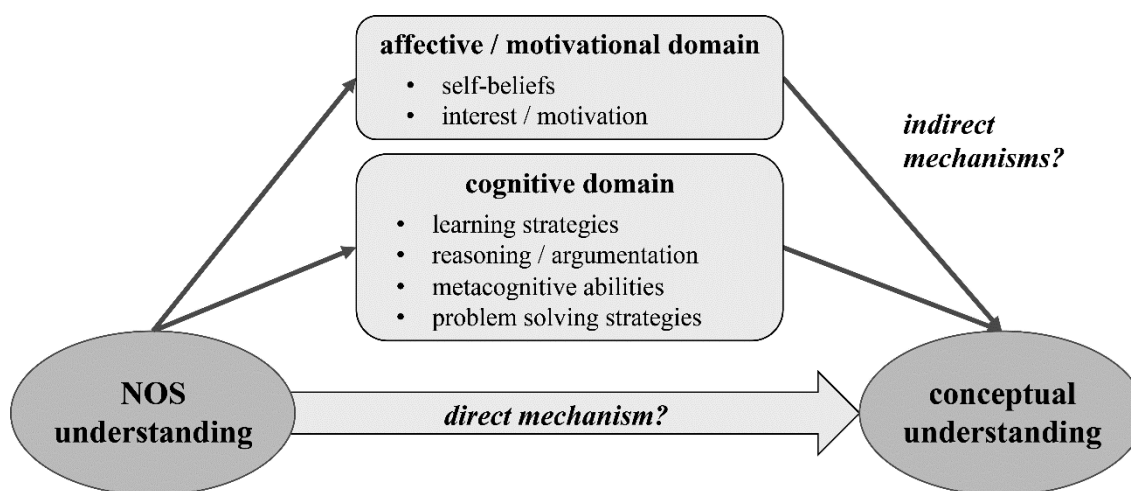 affective / motivational domain
• self-beliefs
• interest / motivation
indirect
mechanisms?
cognitive domain
• learning strategies
• reasoning / argumentation
• metacognitive abilities
• problem solving strategies
NOS
understanding
direct mechanism?
conceptual
understanding